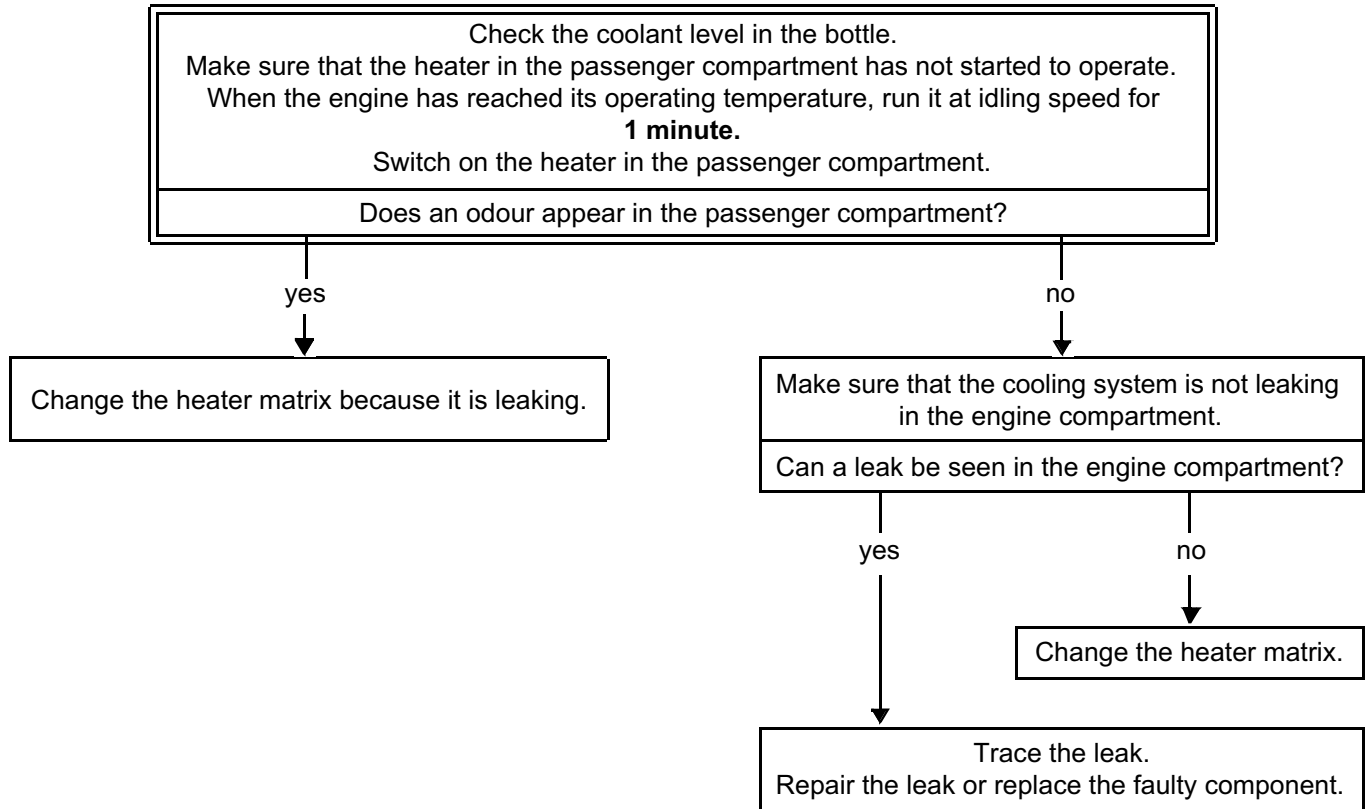 Check the coolant level in the bottle.
Make sure that the heater in the passenger compartment has not started to operate.
When the engine has reached its operating temperature, run it at idling speed for
1 minute.
Switch on the heater in the passenger compartment.
Does an odour appear in the passenger compartment?
yes
no
Change the heater matrix because it is leaking.
Make sure that the cooling system is not leaking
in the engine compartment.
Can a leak be seen in the engine compartment?
yes
no
Change the heater matrix.
Trace the leak.
Repair the leak or replace the faulty component.